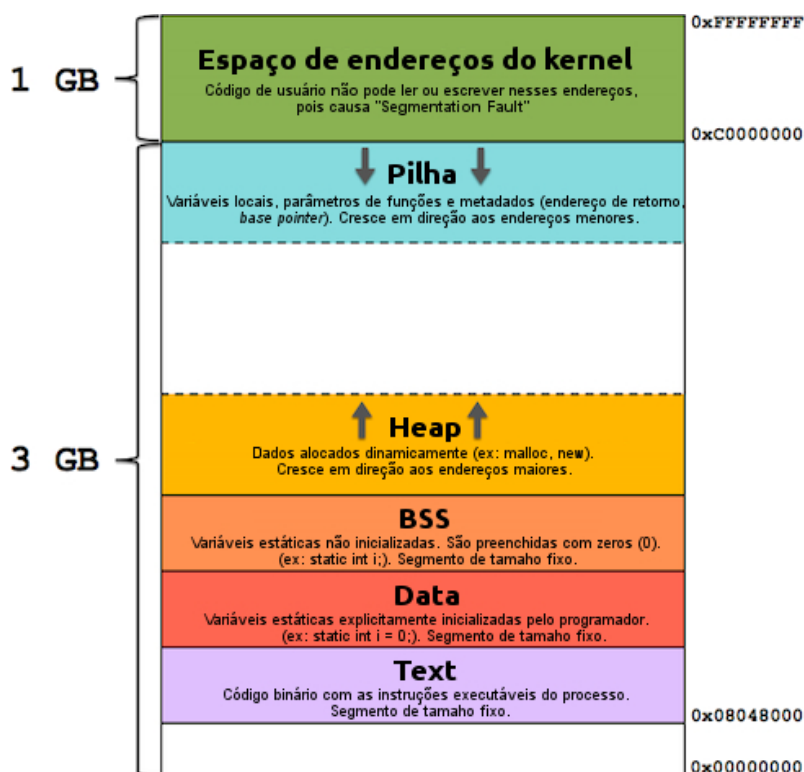 0xFFFFFFFF
Espaço de endereços do kernel
1 GB
Código de usuário não pode ler ou escrever nesses endereços,
pois causa "Segmentation Fault"
0xC0000000
Pilha
Variáveis locais, parâmetros de funções e metadados (endereço de retorno,
base pointer). Cresce em direção aos endereços menores.
Heap
3 GB
Dados alocados dinamicamente (ex: malloc, new).
Cresce em direção aos endereços maiores.
BSS
Variáveis estáticas não inicializadas. São preenchidas com zeros (0).
(ex: static int i;). Segmento de tamaho fixo.
Data
Variáveis estáticas explicitamente inicializadas pelo programador.
(ex: static int i = 0;). Segmento de tamaho fixo.
Text
Código binário com as instruções executáveis do processo.
Segmento de tamaho fixo.
0x08048000
0x00000000